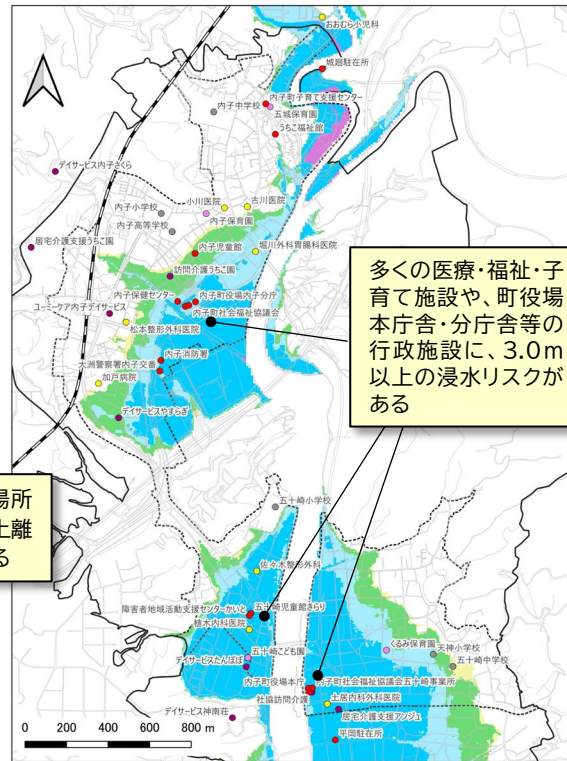 おおむら小児科
城廻駐在所
内子町子育て支援センター
内子中学校
五城保育園
うちこ福祉館
デイサービス内子さくら
小川医院
古川医院
内子小学校
内子保育園
内子高等学校
居宅介護支援うちこ園
内子児童館
堀川外科胃腸科医院
訪問介護うちこ園
内子保健センター
内子町役場内子分庁
ユーミーケア内子デイサービス
内子町社会福祉協議会
松本整形外科医院
内子消防署
大洲警察署内子交番
加戸病院
デイサービスやすらぎ
多くの医療・福祉・子
育て施設や、町役場
本庁舎・分庁舎等の
行政施設に、3.0m
以上の浸水リスクが
ある
場所
上離
る
五十崎小学校
佐々木整形外科
障害者地域活動支援センターかいと
五十崎児童館きらり
植木内科医院
くるみ保育園
天神小学校
五十崎こども園
デイサービスたんぽぽ
五十崎中学校
内子町役場本庁
内子町社会福祉協議会五十崎事業所
社協訪問介護
土居内科外科医院
デイサービス神南荘
居宅介護支援アンジュ
平岡駐在所
0 200 400 600 800 m